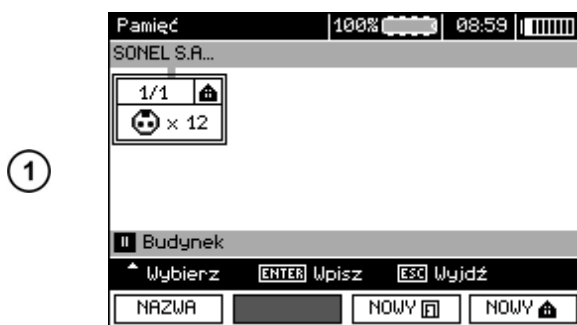 Pamięć 100% 08:59
SONEL S.A...
1/1
x 12
1
Budynek
Wybierz ENTER Wpisz ESC Wyjdź
NAZWA NOWY NOWY